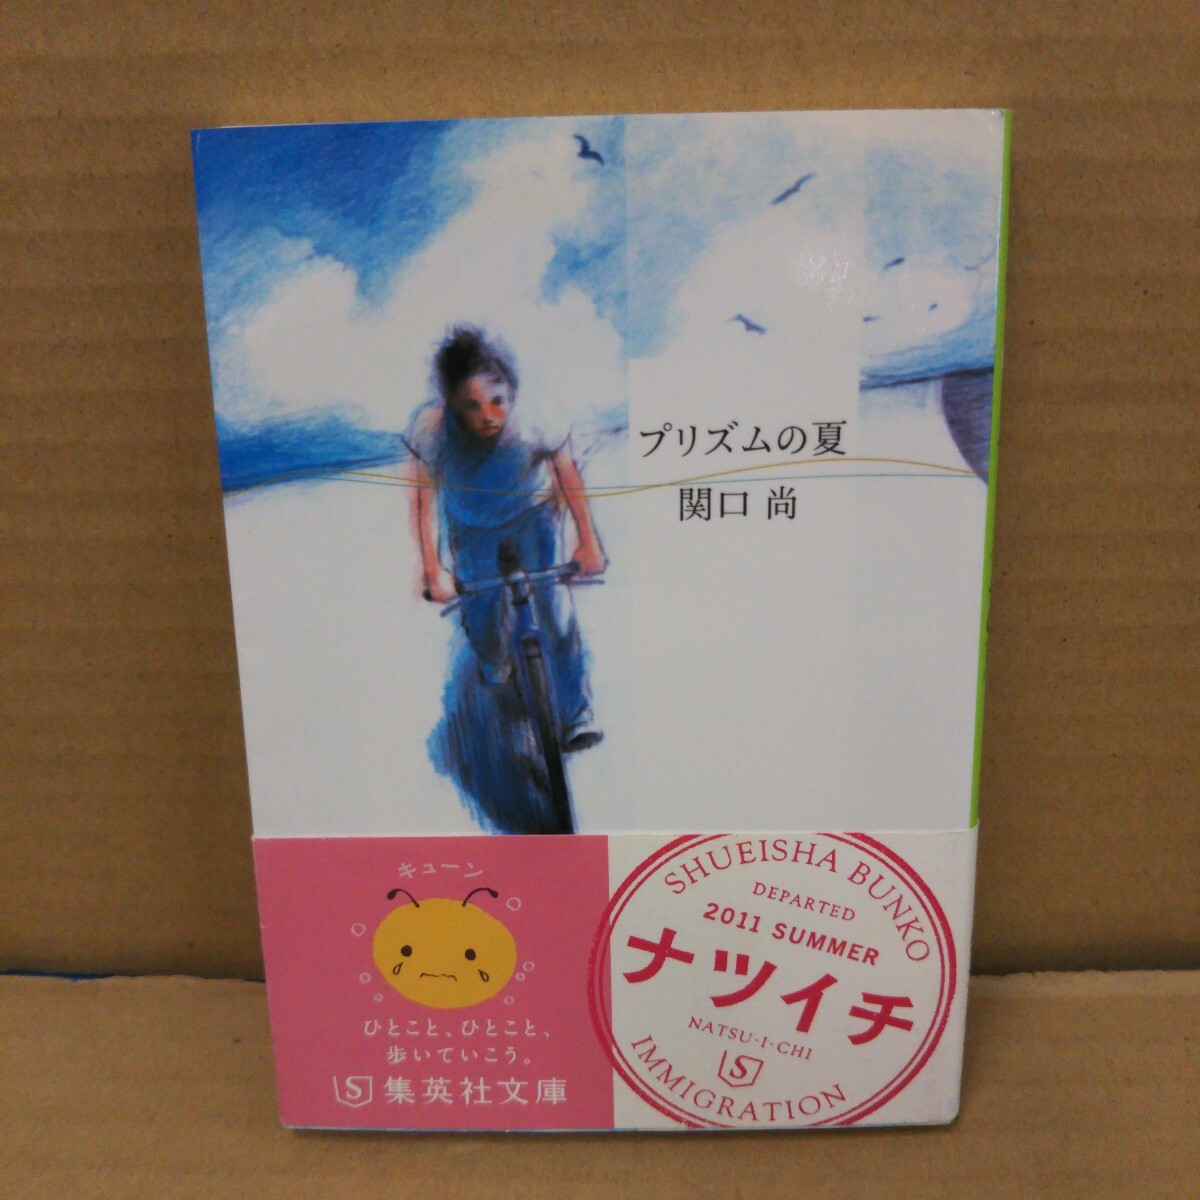 プリズムの夏
関口 尚
キューン
ひとこと、ひとこと、
歩いていこう。
S 集英社文庫
SHUEISHA BUNKO
DEPARTED
2011 SUMMER
ナツイチ
NATSU-I-CHI
S
IMMIGRATION